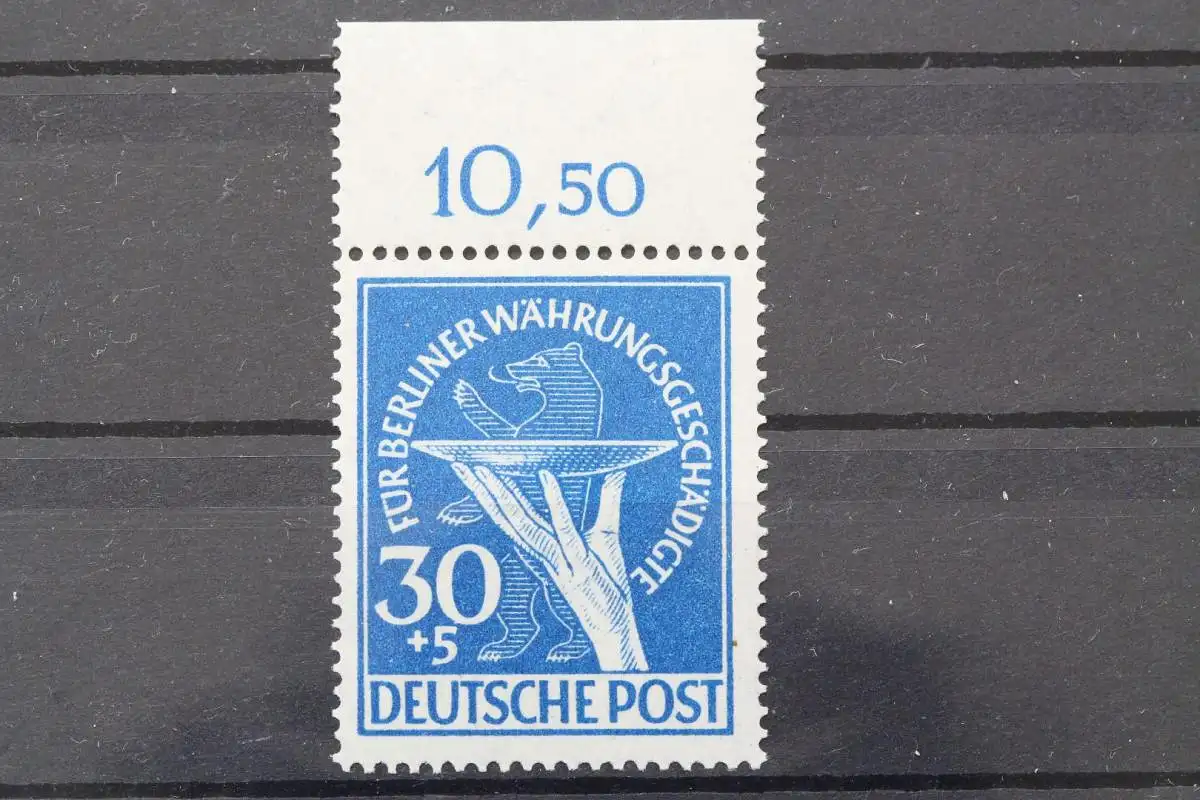 10,50
FÜR BERLINER WÄHRUNGSGESCHÄDIGTE
30
+5
DEUTSCHE POST